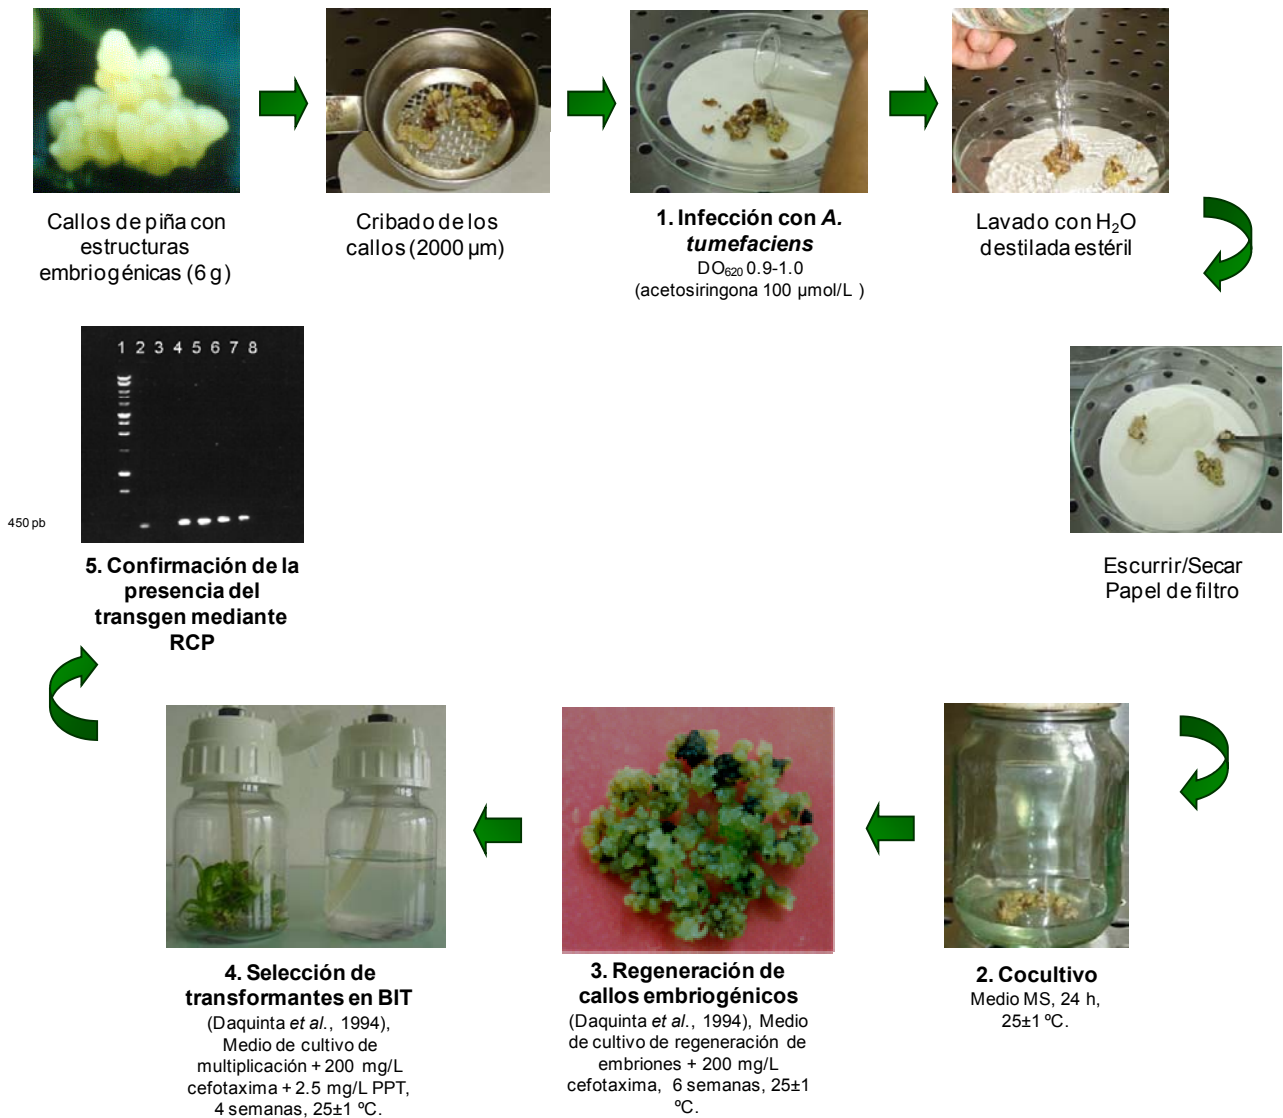 Callos de piña con
estructuras
embriogénicas (6 g)
Cribado de los
callos (2000 µm)
1. Infección con A.
tumefaciens
DO620 0.9-1.0
(acetosiringona 100 µmol/L )
Lavado con H2O
destilada estéril
Escurrir/Secar
Papel de filtro
2. Cocultivo
Medio MS, 24 h,
25±1 ºC.
3. Regeneración de
callos embriogénicos
(Daquinta et al., 1994), Medio
de cultivo de regeneración de
embriones + 200 mg/L
cefotaxima, 6 semanas, 25±1
ºC.
4. Selección de
transformantes en BIT
(Daquinta et al., 1994),
Medio de cultivo de
multiplicación + 200 mg/L
cefotaxima + 2.5 mg/L PPT,
4 semanas, 25±1 ºC.
1 2 3 4 5 6 7 8
450 pb
5. Confirmación de la
presencia del
transgen mediante
RCP